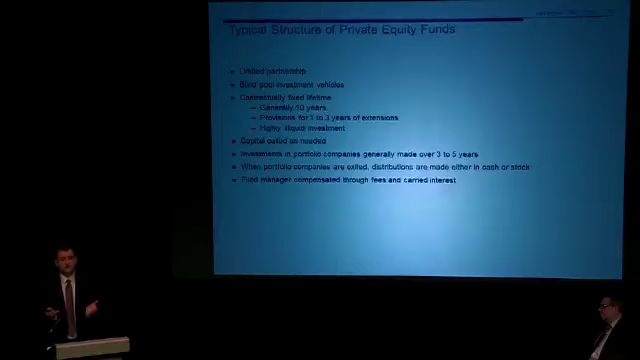 Typical Structure of Private Equity Funds
Limited partnership
Blind pool investment vehicles
Contractually fixed lifetime
Generally 10 years
Provisions for 1 to 3 years of extensions
Highly illiquid investment
Capital called as needed
Investments in portfolio companies generally made over 3 to 5 years
When portfolio companies are exited, distributions are made either in cash or stock
Fund manager compensated through fees and carried interest